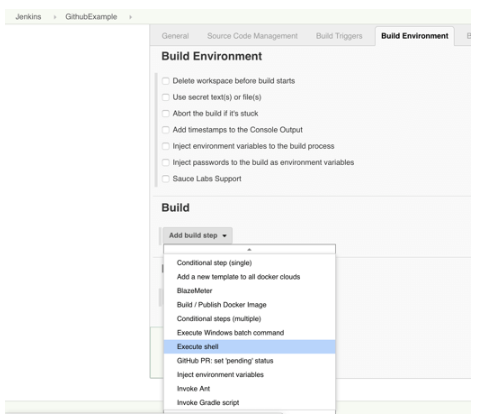 Jenkins › GithubExample ›
General Source Code Management Build Triggers Build Environment
Build Environment
Delete workspace before build starts
Use secret text(s) or file(s)
Abort the build if it's stuck
Add timestamps to the Console Output
Inject environment variables to the build process
Inject passwords to the build as environment variables
Sauce Labs Support
Build
Add build step
Conditional step (single)
Add a new template to all docker clouds
BlazeMeter
Build / Publish Docker Image
Conditional steps (multiple)
Execute Windows batch command
Execute shell
GitHub PR: set 'pending' status
Inject environment variables
Invoke Ant
Invoke Gradle script